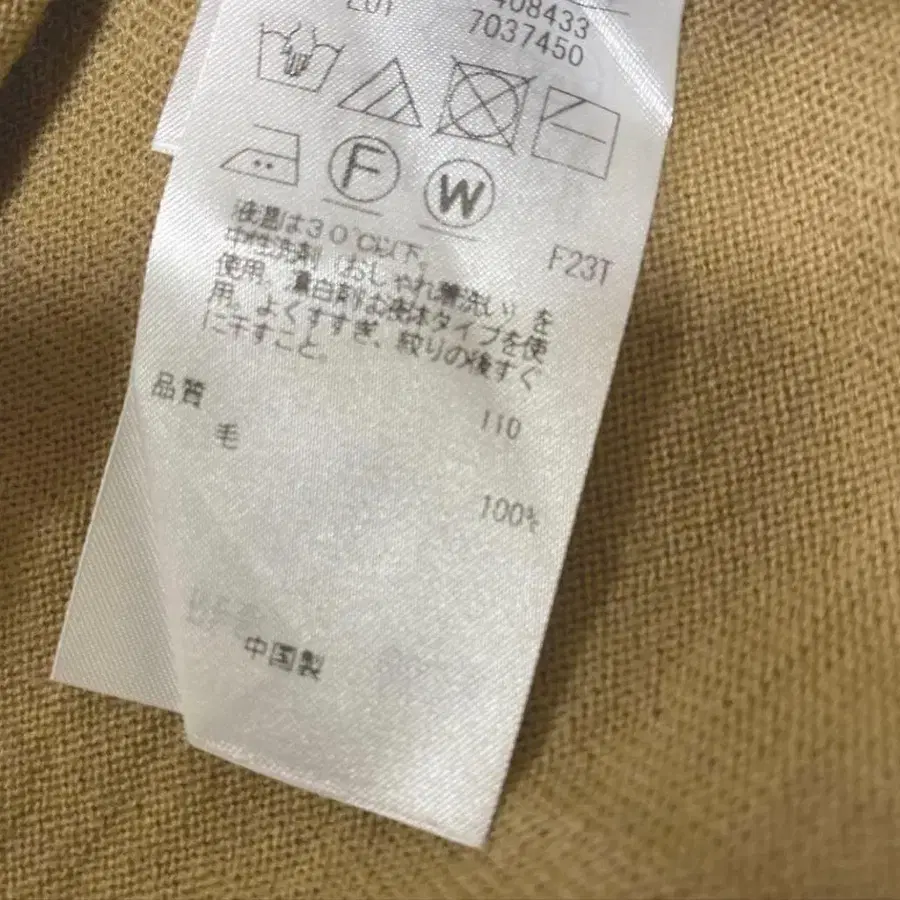 408433
7037450
F
W
液温は30℃以下。
中性洗剤（おしゃれ着洗い）を
使用。漂白剤は液体タイプを使
用。よくすすぎ、絞りの後すぐ
に干すこと。
F23T
品質
110
毛
100%
中国製